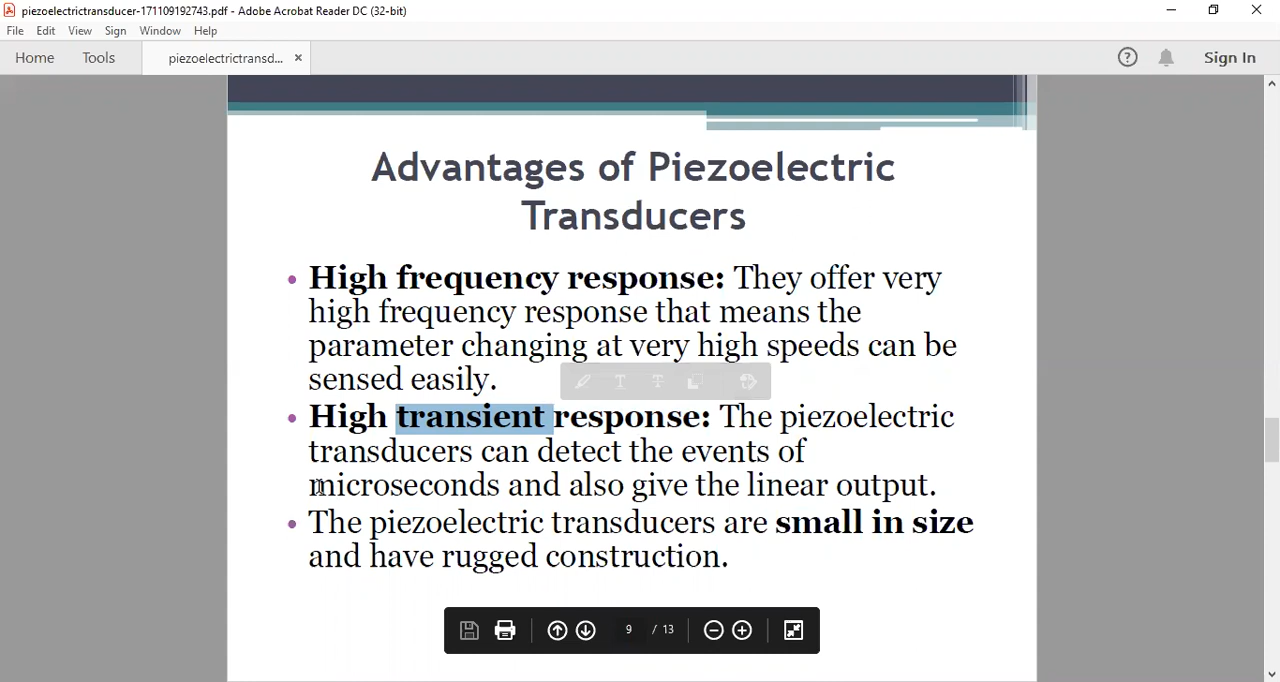 piezoelectrictransducer-171109192743.pdf - Adobe Acrobat Reader DC (32-bit)
File Edit View Sign Window Help
Home Tools piezoelectrictransd... × Sign In
Advantages of Piezoelectric
Transducers
• High frequency response: They offer very
high frequency response that means the
parameter changing at very high speeds can be
sensed easily.
• High transient response: The piezoelectric
transducers can detect the events of
microseconds and also give the linear output.
• The piezoelectric transducers are small in size
and have rugged construction.
9 / 13